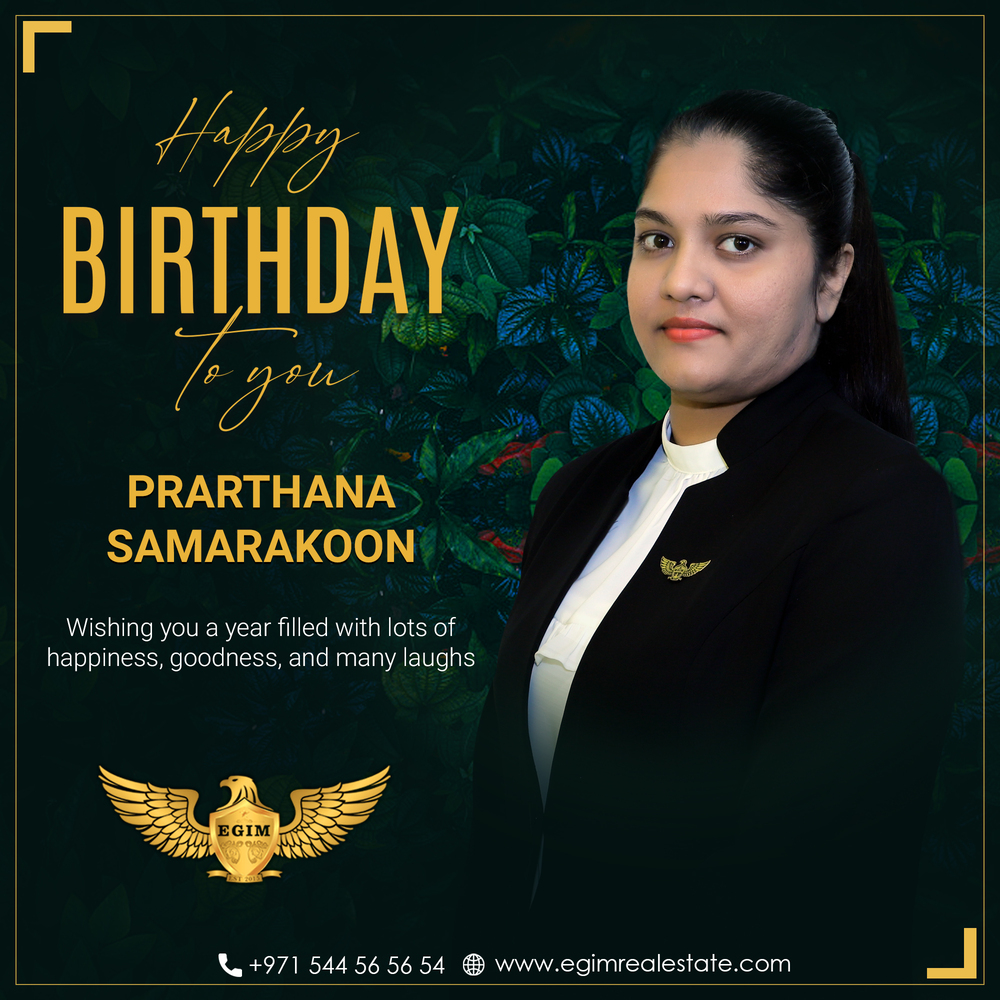 Happy
BIRTHDAY
To you
PRARTHANA
SAMARAKOON
Wishing you a year filled with lots of
happiness, goodness, and many laughs
EGIM
+971 544 56 56 54 www.egimrealestate.com